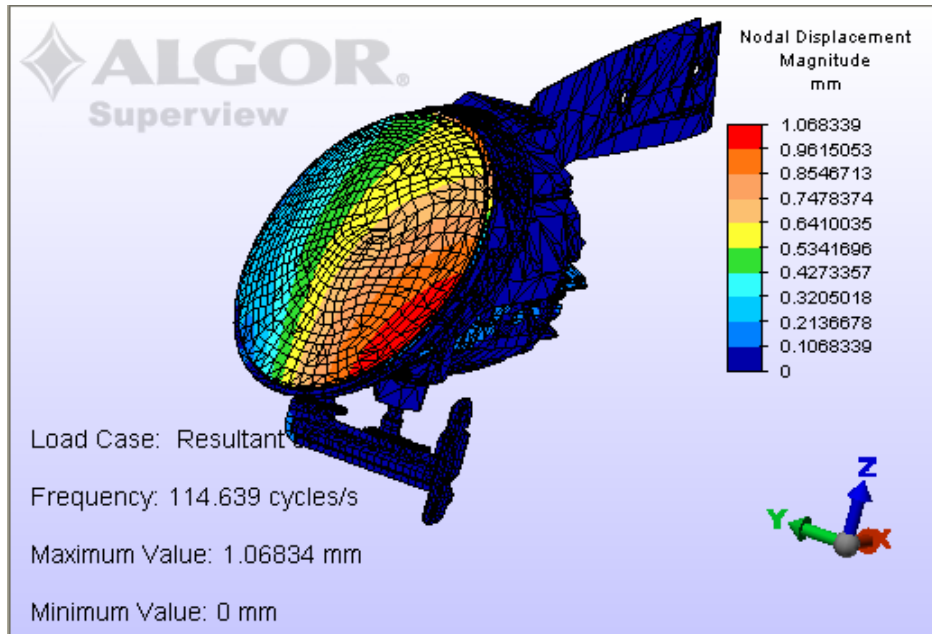 ALGOR®
Superview
Nodal Displacement
Magnitude
mm
1.068339
0.9615053
0.8546713
0.7478374
0.6410035
0.5341696
0.4273357
0.3205018
0.2136678
0.1068339
0
Load Case: Resultant
Frequency: 114.639 cycles/s
Maximum Value: 1.06834 mm
Minimum Value: 0 mm
Z
Y
X